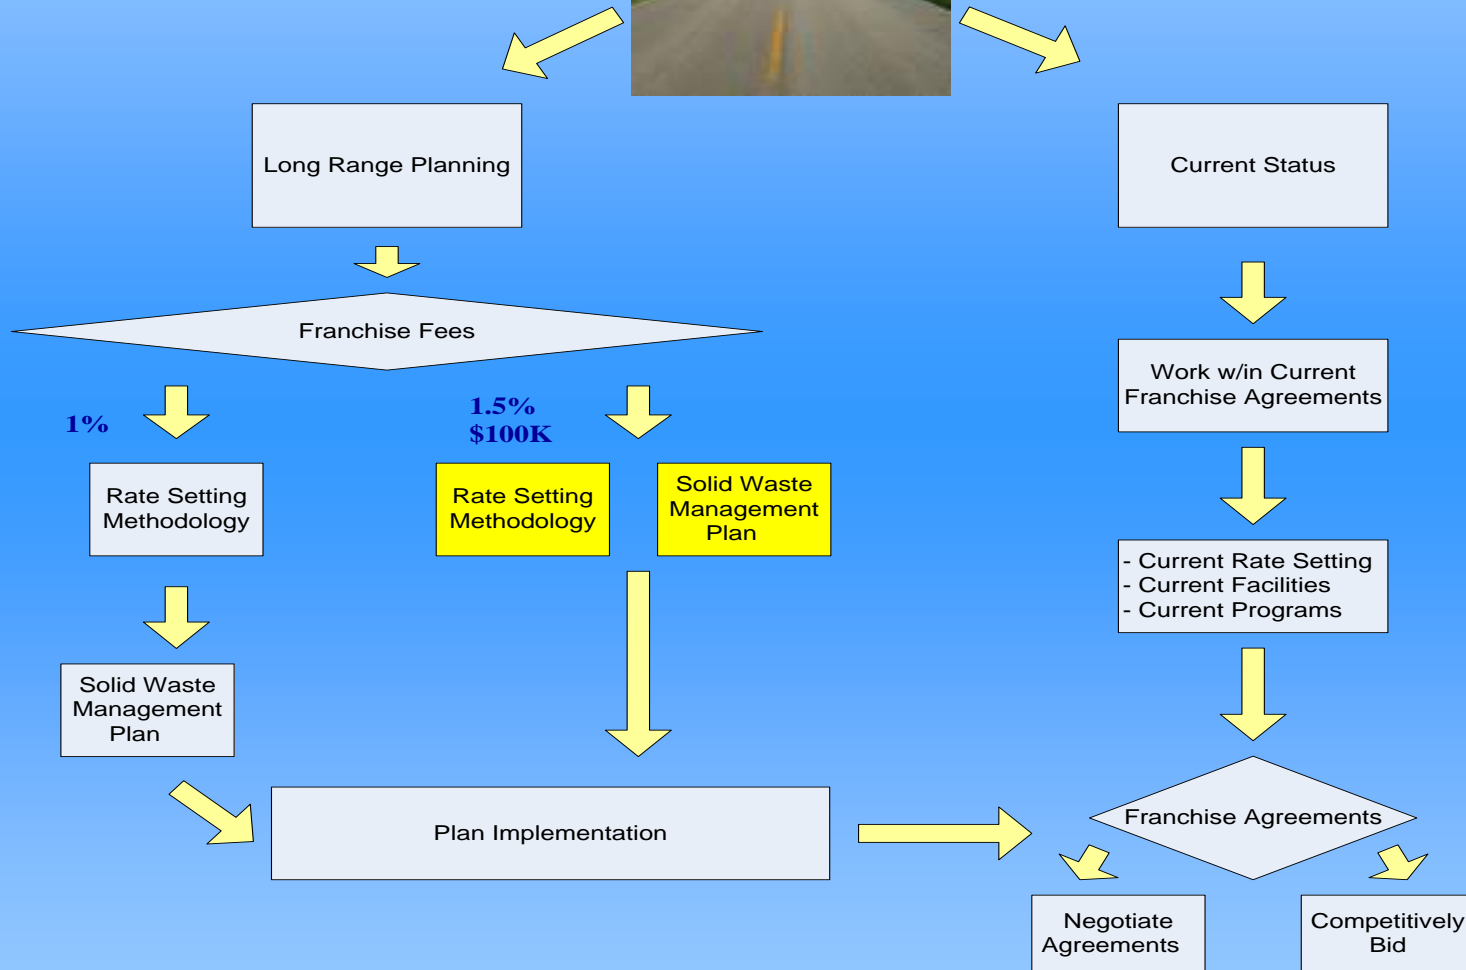 Long Range Planning
Current Status
Franchise Fees
Work w/in Current
Franchise Agreements
1%
1.5%
$100K
Rate Setting
Methodology
Rate Setting
Methodology
Solid Waste
Management
Plan
- Current Rate Setting
- Current Facilities
- Current Programs
Solid Waste
Management
Plan
Plan Implementation
Franchise Agreements
Negotiate
Agreements
Competitively
Bid